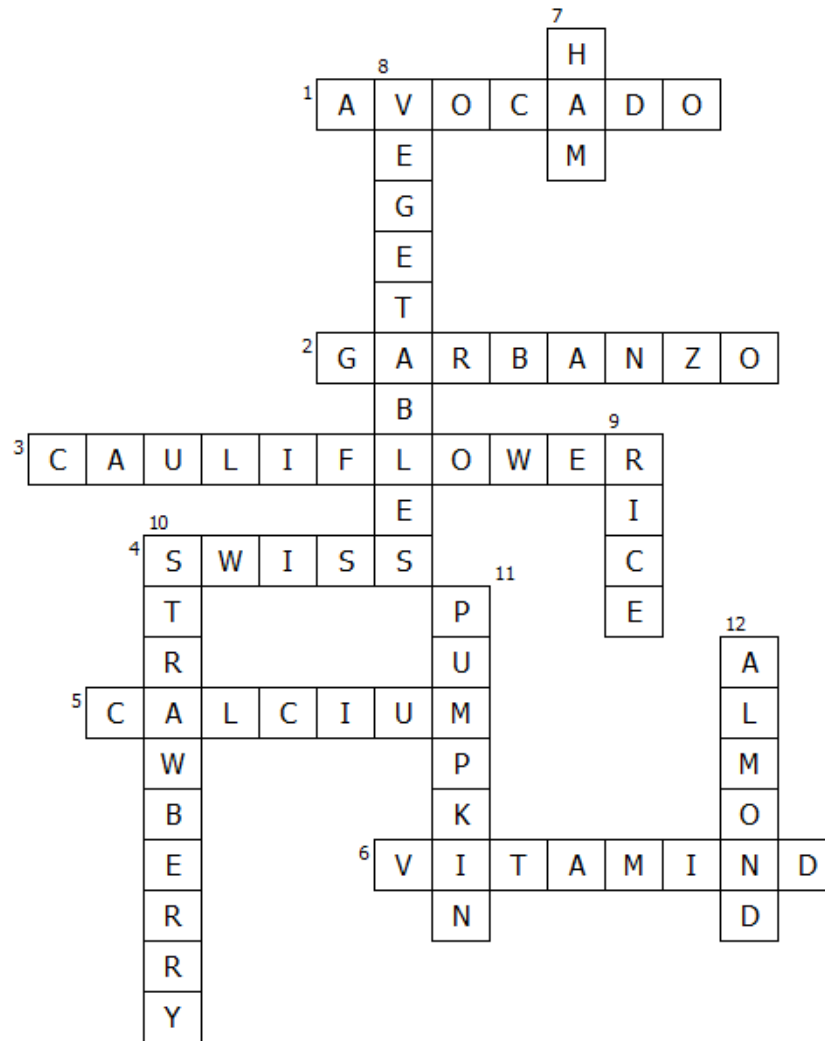 7
H
8
1 A V O C A D O
E M
G
E
T
2 G A R B A N Z O
B
9
3 C A U L I F L O W E R
E I
10
4 S W I S S C
11
T P E
12
R U A
5 C A L C I U M L
W P M
B K O
E 6 V I T A M I N D
R N D
R
Y